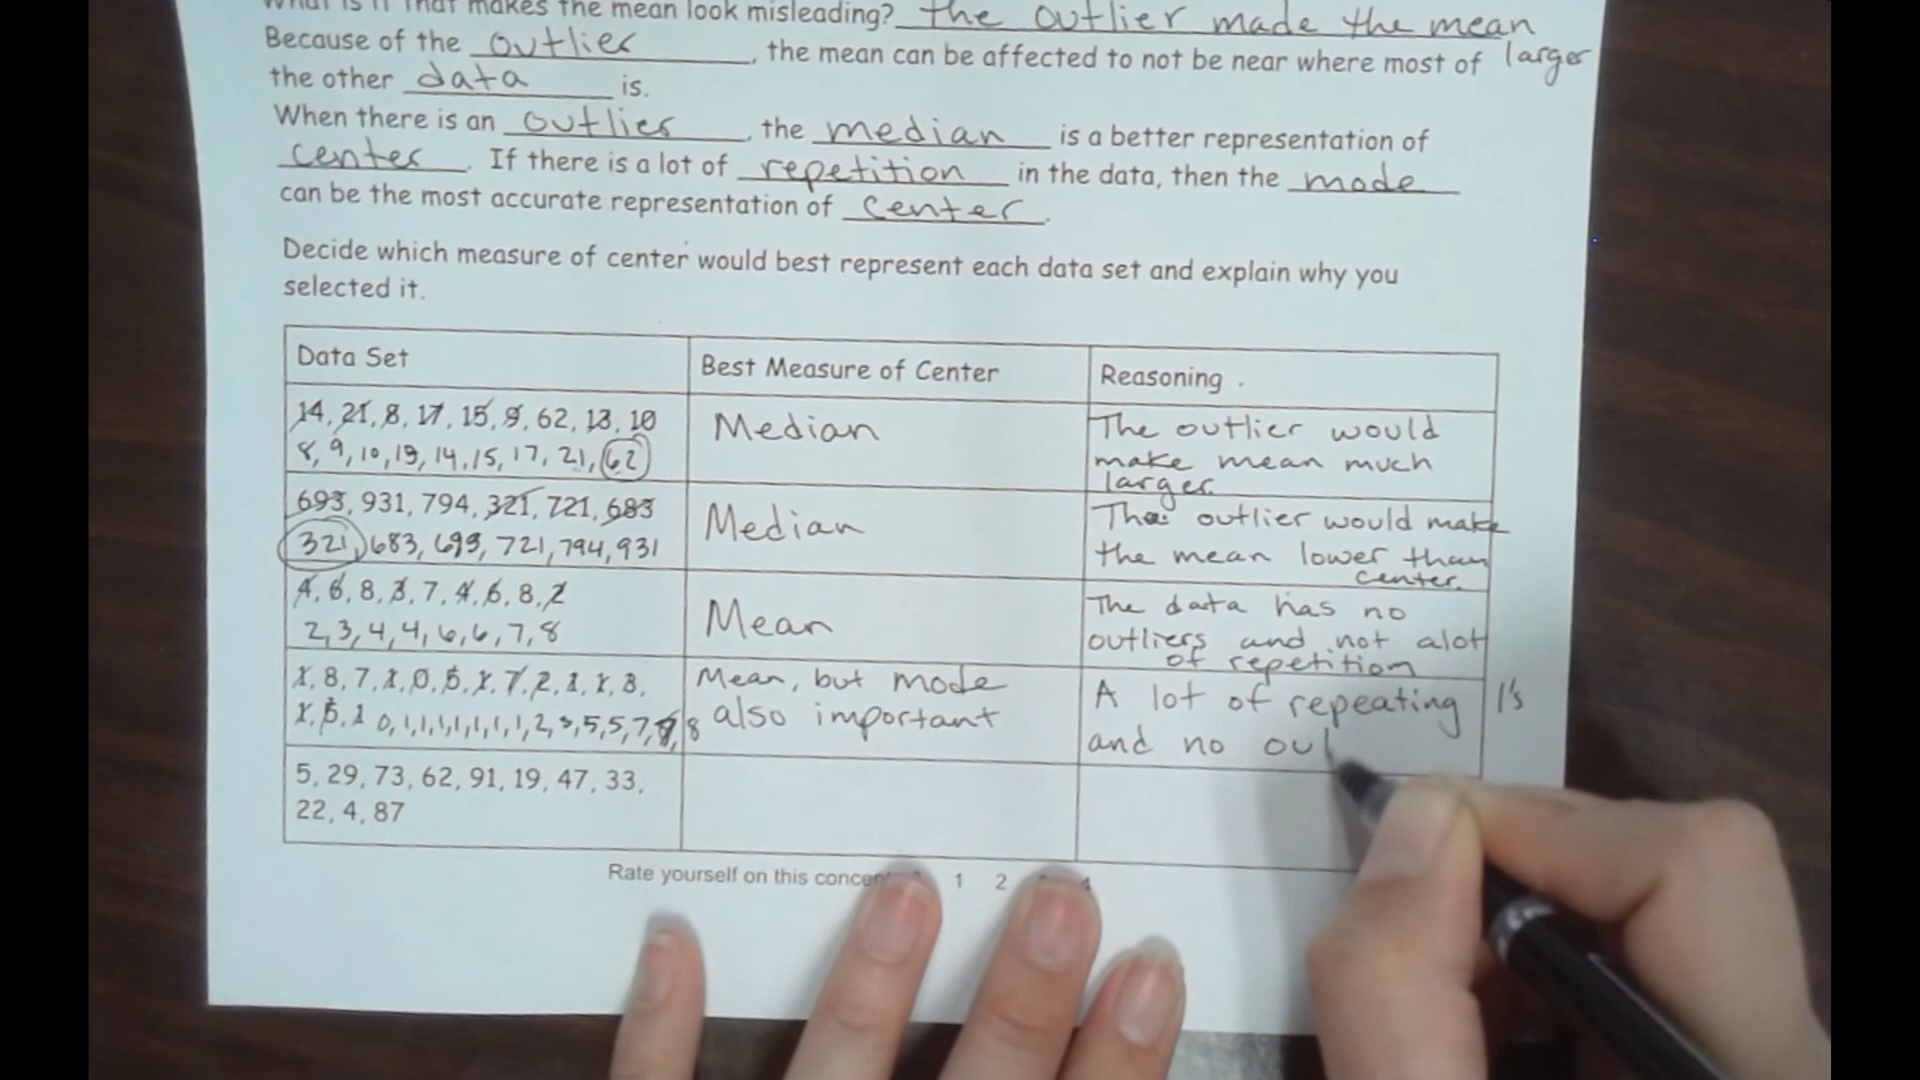 What is it that makes the mean look misleading? the outlier made the mean
larger
Because of the outlier, the mean can be affected to not be near where most of
the other data is.
When there is an outlier, the median is a better representation of
center. If there is a lot of repetition in the data, then the mode
can be the most accurate representation of center.
Decide which measure of center would best represent each data set and explain why you
selected it.
Data Set
Best Measure of Center
Reasoning
14, 21, 8, 17, 15, 9, 62, 13, 10
8, 9, 10, 13, 14, 15, 17, 21, 62
Median
The outlier would
make mean much
larger.
693, 931, 794, 321, 721, 683
321, 683, 693, 721, 794, 931
Median
The outlier would make
the mean lower than
center.
4, 6, 8, 3, 7, 4, 6, 8, 2
2, 3, 4, 4, 6, 6, 7, 8
Mean
The data has no
outliers and not alot
of repetition
1, 8, 7, 1, 0, 5, 1, 7, 2, 1, 1, 3,
1, 5, 1
0, 1, 1, 1, 1, 1, 1, 1, 2, 3, 5, 5, 7, 8
Mean, but mode
also important
A lot of repeating 1's
and no out
5, 29, 73, 62, 91, 19, 47, 33,
22, 4, 87
Rate yourself on this 1 2